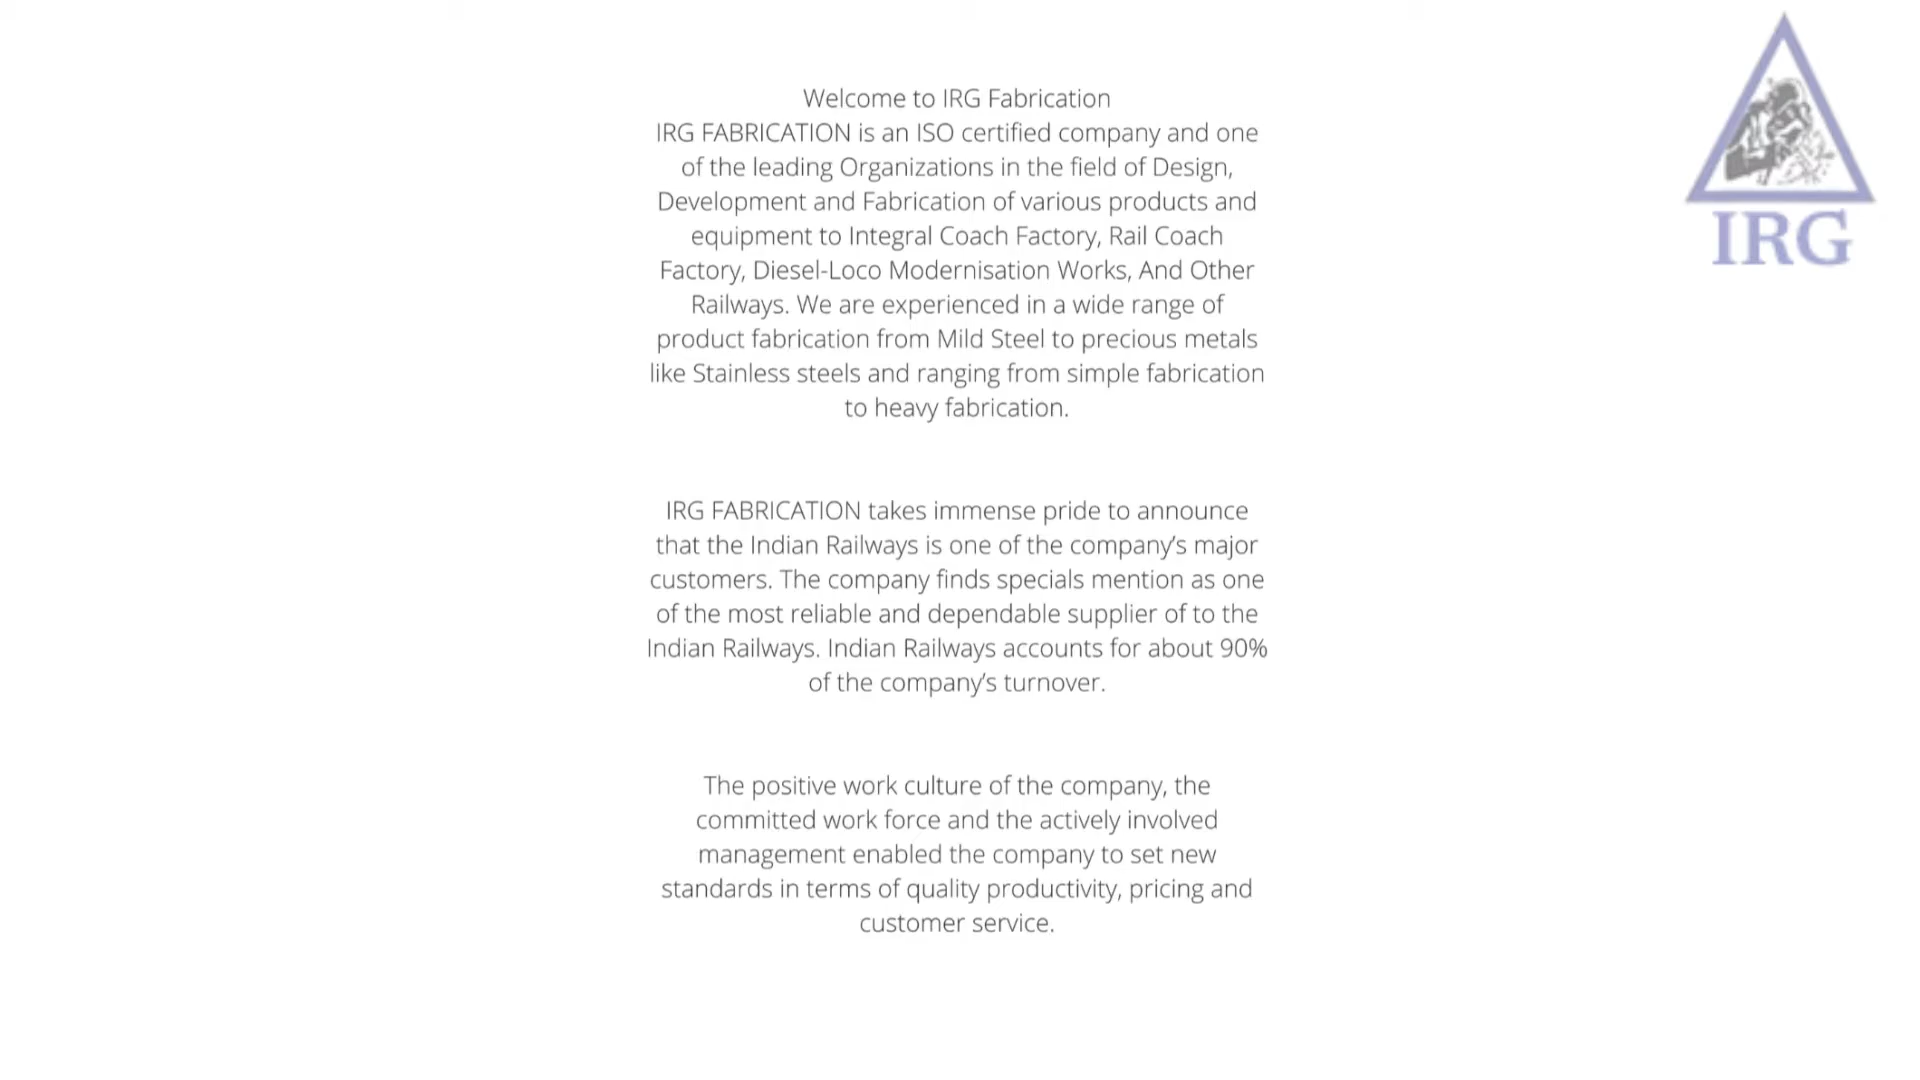 Welcome to IRG Fabrication
IRG FABRICATION is an ISO certified company and one
of the leading Organizations in the field of Design,
Development and Fabrication of various products and
equipment to Integral Coach Factory, Rail Coach
Factory, Diesel-Loco Modernisation Works, And Other
Railways. We are experienced in a wide range of
product fabrication from Mild Steel to precious metals
like Stainless steels and ranging from simple fabrication
to heavy fabrication.
IRG FABRICATION takes immense pride to announce
that the Indian Railways is one of the company’s major
customers. The company finds specials mention as one
of the most reliable and dependable supplier of to the
Indian Railways. Indian Railways accounts for about 90%
of the company’s turnover.
The positive work culture of the company, the
committed work force and the actively involved
management enabled the company to set new
standards in terms of quality productivity, pricing and
customer service.
IRG